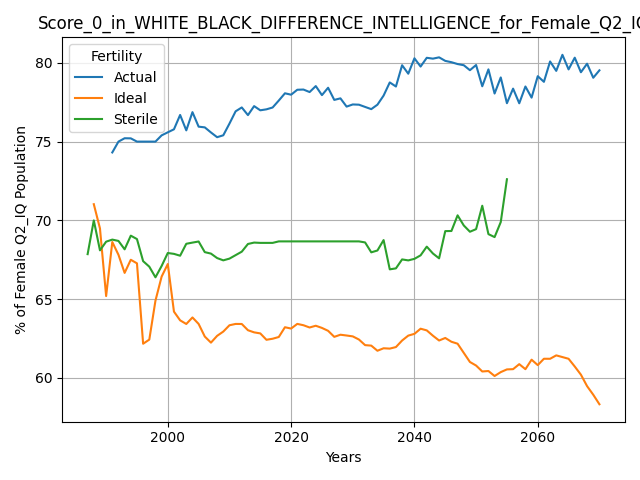 Score_0_in_WHITE_BLACK_DIFFERENCE_INTELLIGENCE_for_Female_Q2_IQ
Fertility
Actual
Ideal
Sterile
% of Female Q2_IQ Population
80
75
70
65
60
2000
2020
2040
2060
Years